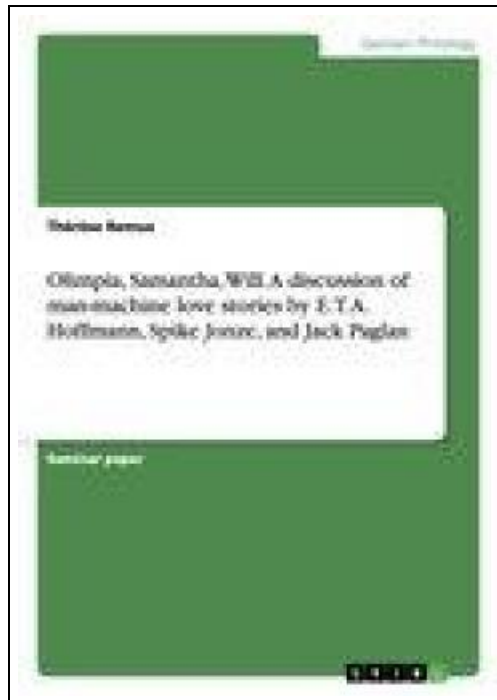 Thérèse Remus
Olimpia, Samantha, Will. A discussion of
man-machine love stories by E. T. A.
Hoffmann, Spike Jonze, and Jack Paglan
Seminar paper